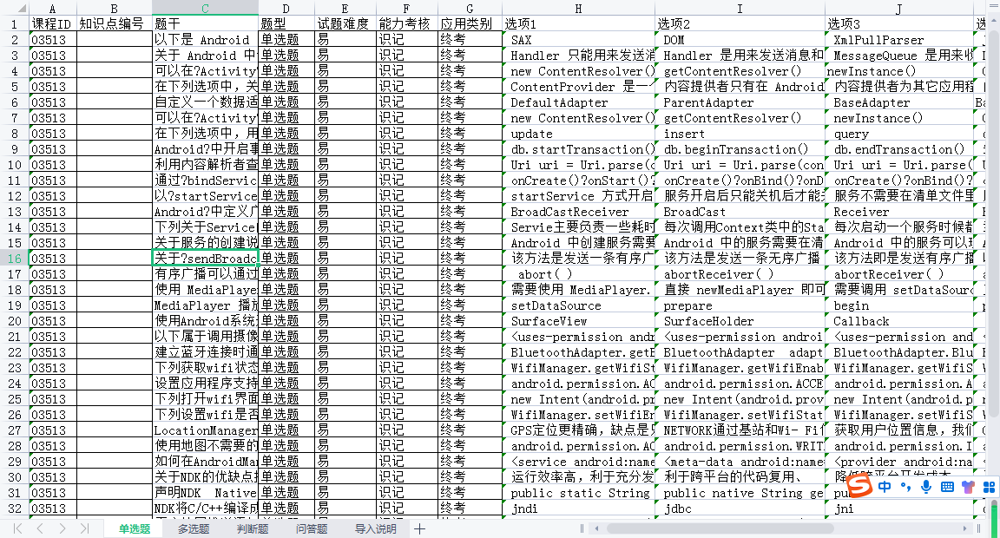 A B C D E F G H I J
1 课程ID 知识点编号 题干 题型 试题难度 能力考核 应用类别 选项1 选项2 选项3
2 03513 以下是 Android 单选题 易 识记 终考 SAX DOM XmlPullParser
3 03513 关于 Android 中 单选题 易 识记 终考 Handler 只能用来发送消 Handler 是用来发送消息和 MessageQueue 是用来收
4 03513 可以在?Activity 单选题 易 识记 终考 new ContentResolver() getContentResolver() newInstance()
5 03513 在下列选项中，关 单选题 易 识记 终考 ContentProvider 是一 内容提供者只有在 Android 内容提供者为其它应用程
6 03513 自定义一个数据适 单选题 易 识记 终考 DefaultAdapter ParentAdapter BaseAdapter Ba
7 03513 可以在?Activity 单选题 易 识记 终考 new ContentResolver() getContentResolver() newInstance()
8 03513 在下列选项中，用 单选题 易 识记 终考 update insert query
9 03513 Android?中开启事 单选题 易 识记 终考 db.startTransaction() db.beginTransaction() db.endTransaction()
10 03513 利用内容解析者查 单选题 易 识记 终考 Uri uri = Uri.parse(c Uri uri = Uri.parse(con Uri uri = Uri.parse(
11 03513 通过?bindServic 单选题 易 识记 终考 onCreate()?onStart()? onCreate()?onBind()?onD onCreate()?onBind()?
12 03513 以?startService 单选题 易 识记 终考 startService 方式开启 服务开启后只能关机后才能 服务不需要在清单文件里
13 03513 Android?中定义广 单选题 易 识记 终考 BroadCastReceiver BroadCast Receiver
14 03513 下列关于Service 单选题 易 识记 终考 Servie主要负责一些耗时 每次调用Context类中的Sta 每次启动一个服务时候都
15 03513 关于服务的创建说 单选题 易 识记 终考 Android 中创建服务需要 Android 中的服务需要在清 Android 中的服务可以
16 03513 关于?sendBroadc 单选题 易 识记 终考 该方法是发送一条有序广 该方法是发送一条无序广播 该方法即是发送有序广播
17 03513 有序广播可以通过 单选题 易 识记 终考 abort( ) abortReceiver( ) abortReceiver( )
18 03513 使用 MediaPlaye 单选题 易 识记 终考 需要使用 MediaPlayer. 直接 newMediaPlayer 即可 需要调用 setDataSour
19 03513 MediaPlayer 播放 单选题 易 识记 终考 setDataSource prepare begin
20 03513 使用Android系统 单选题 易 识记 终考 SurfaceView SurfaceHolder Callback
21 03513 以下属于调用摄像 单选题 易 识记 终考 <uses-permission andr <uses-permission androi <uses-permission and
22 03513 建立蓝牙连接时通 单选题 易 识记 终考 BluetoothAdapter.getB BluetoothAdapter adapt BluetoothAdapter.Blu
23 03513 下列获取wifi状态 单选题 易 识记 终考 WifiManager.getWifiSt WifiManager.getWifiEnab WifiManager.getWifiS
24 03513 设置应用程序支持 单选题 易 识记 终考 android.permission.AC android.permission.ACCE android.permission.A
25 03513 下列打开wifi界面 单选题 易 识记 终考 new Intent(android.pr new Intent(android.prov new Intent(android.p
26 03513 下列设置wifi是否 单选题 易 识记 终考 WifiManager.setWifiEn WifiManager.setWifiStat WifiManager.getWifiS
27 03513 LocationManager 单选题 易 识记 终考 GPS定位更精确，缺点是只 NETWORK通过基站和Wi- Fi 获取用户位置信息，我们
28 03513 使用地图不需要的 单选题 易 识记 终考 android.permission.AC android.permission.WRIT android.permission.I
29 03513 如何在AndroidMa 单选题 易 识记 终考 <service android:name <meta-data android:name <provider android:na
30 03513 关于NDK的优缺点 单选题 易 识记 终考 运行效率高，利于充分发 利于跨平台的代码复用、 降低跨平台开发成本
31 03513 声明NDK Native 单选题 易 识记 终考 public static String public native String ge pu
32 03513 NDK将C/C++编译成 单选题 易 识记 终考 jndi jdbc jni
中
单选题 多选题 判断题 问答题 导入说明